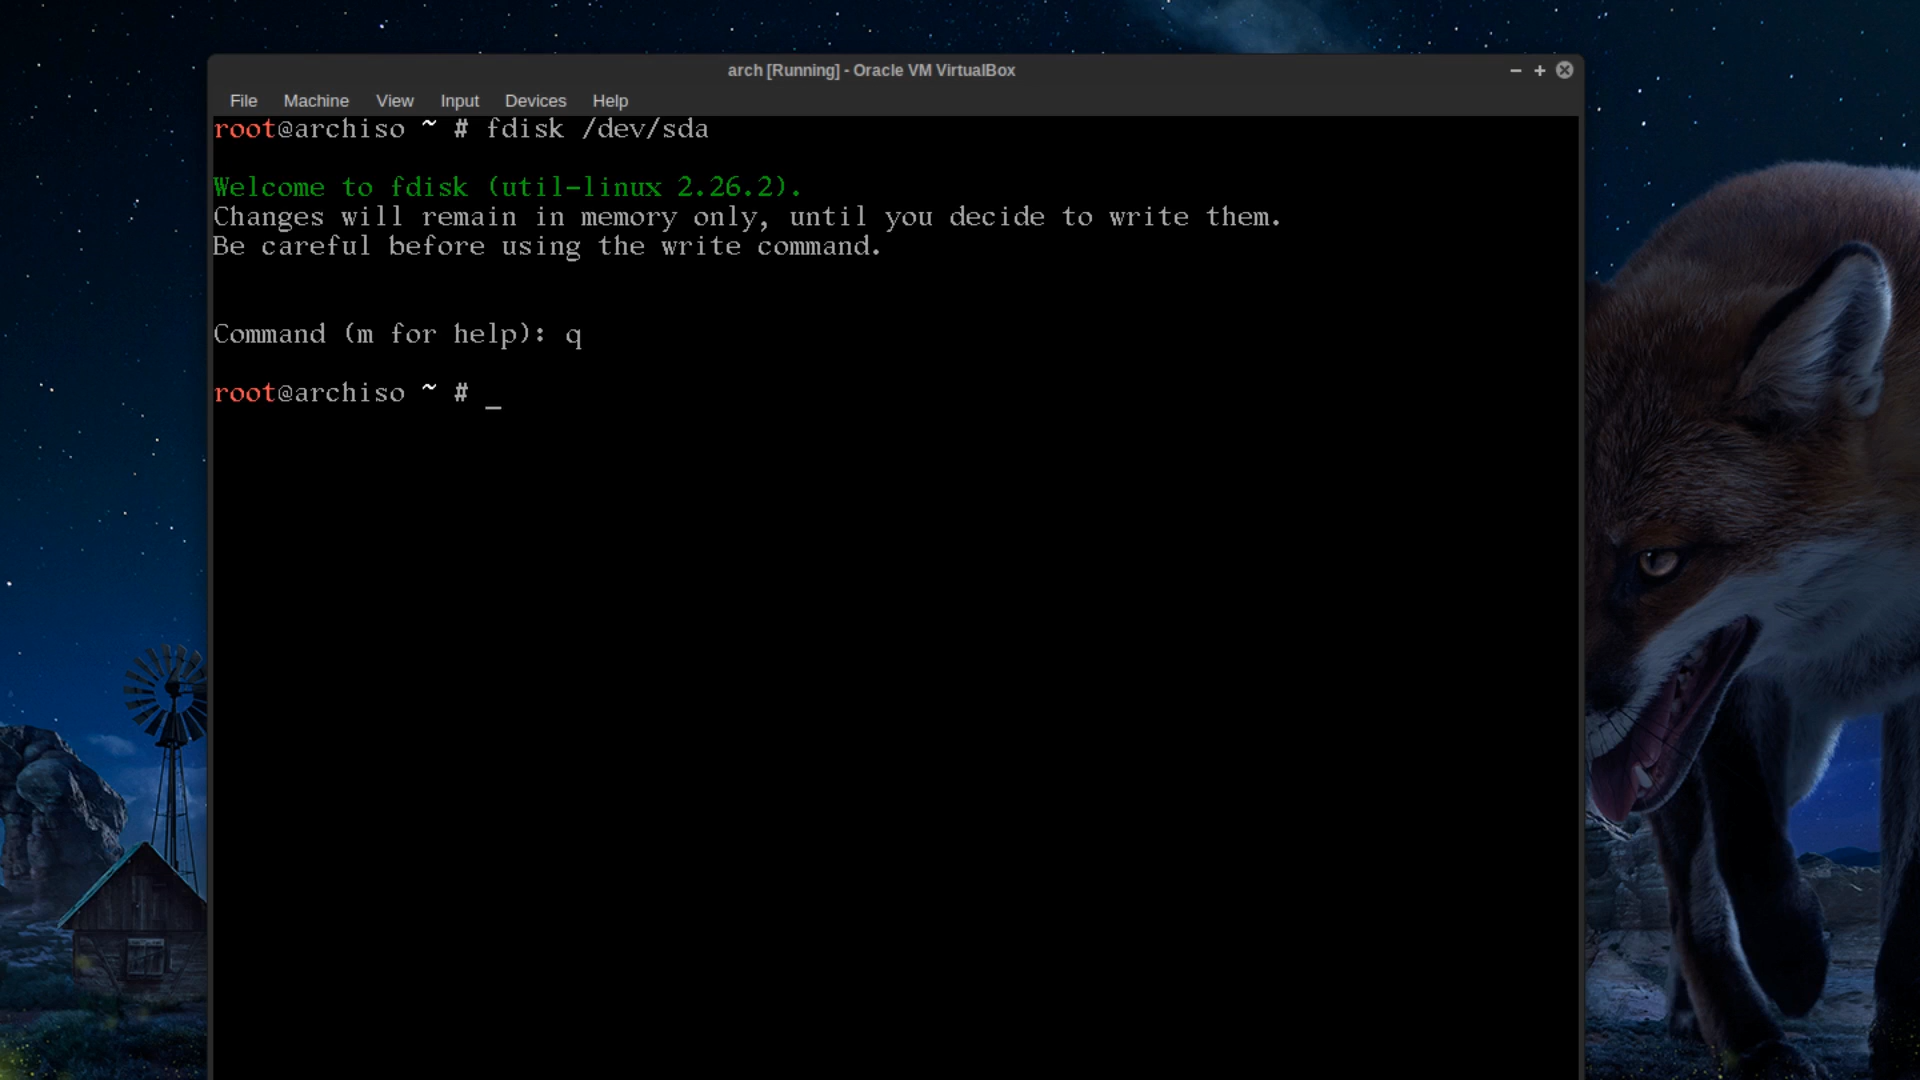 arch [Running] - Oracle VM VirtualBox
File Machine View Input Devices Help
root@archiso ~ # fdisk /dev/sda
Welcome to fdisk (util-linux 2.26.2).
Changes will remain in memory only, until you decide to write them.
Be careful before using the write command.
Command (m for help): q
root@archiso ~ # _